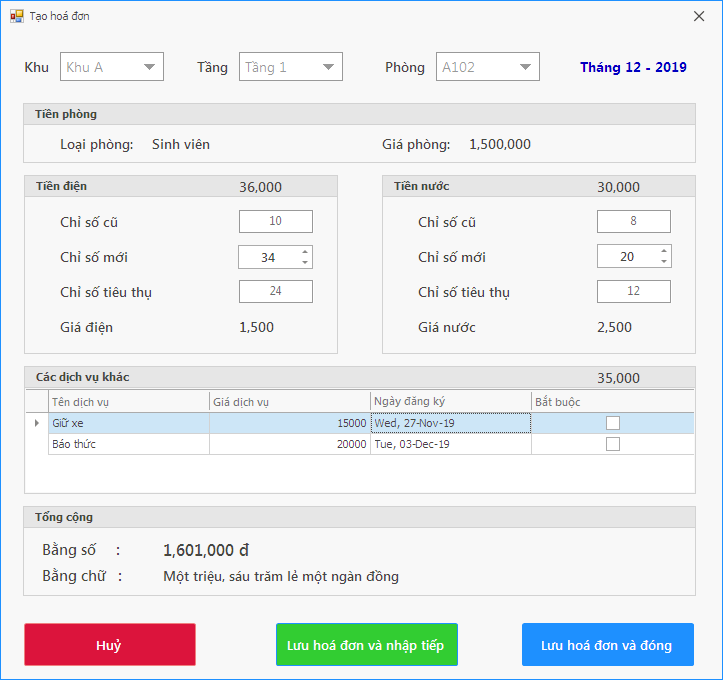 Tạo hoá đơn
Khu Khu A Tầng Tầng 1 Phòng A102 Tháng 12 - 2019
Tiền phòng
Loại phòng: Sinh viên Giá phòng: 1,500,000
Tiền điện 36,000
Chỉ số cũ 10
Chỉ số mới 34
Chỉ số tiêu thụ 24
Giá điện 1,500
Tiền nước 30,000
Chỉ số cũ 8
Chỉ số mới 20
Chỉ số tiêu thụ 12
Giá nước 2,500
Các dịch vụ khác 35,000
Tên dịch vụ Giá dịch vụ Ngày đăng ký Bắt buộc
Giữ xe 15000 Wed, 27-Nov-19
Báo thức 20000 Tue, 03-Dec-19
Tổng cộng
Bằng số : 1,601,000 đ
Bằng chữ : Một triệu, sáu trăm lẻ một ngàn đồng
Huỷ Lưu hoá đơn và nhập tiếp Lưu hoá đơn và đóng